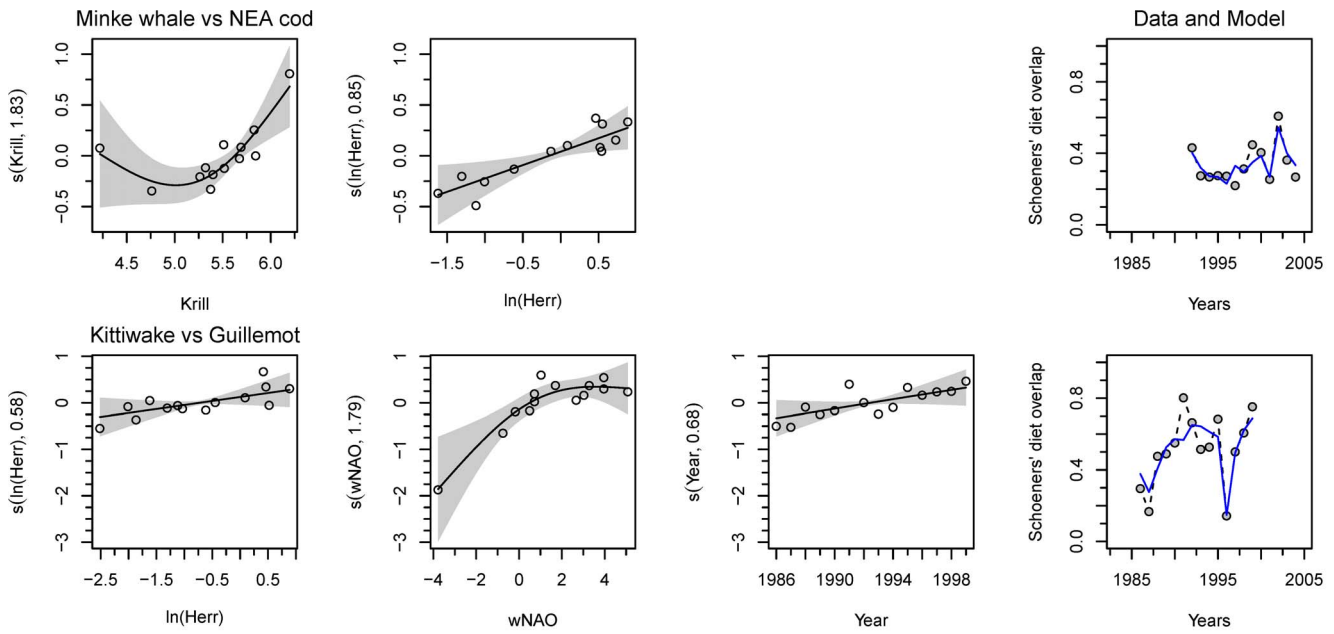 Minke whale vs NEA cod
Data and Model
s(Krill, 1.83)
1.0
0.5
0.0
−0.5
4.5 5.0 5.5 6.0
Krill
s(ln(Herr), 0.85)
1.0
0.5
0.0
−0.5
−1.5 −0.5 0.5
ln(Herr)
Schoeners' diet overlap
0.8
0.4
0.0
1985 1995 2005
Years
Kittiwake vs Guillemot
s(ln(Herr), 0.58)
1
0
−1
−2
−3
−2.5 −1.5 −0.5 0.5
ln(Herr)
s(wNAO, 1.79)
1
0
−1
−2
−3
−4 −2 0 2 4
wNAO
s(Year, 0.68)
1
0
−1
−2
−3
1986 1990 1994 1998
Year
Schoeners' diet overlap
0.8
0.4
0.0
1985 1995 2005
Years